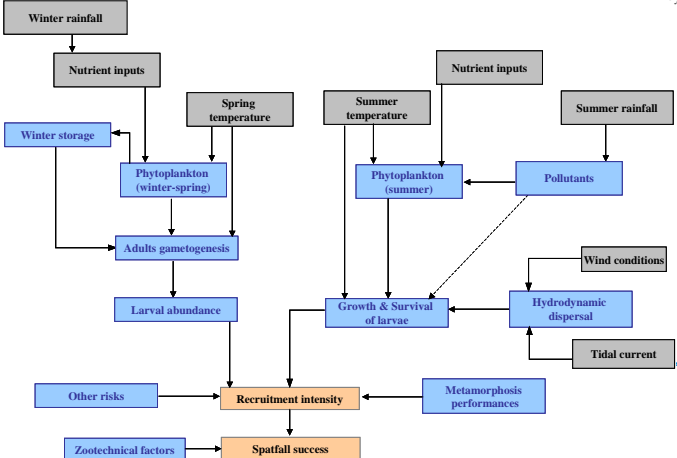 Winter rainfall
Nutrient inputs
Nutrient inputs
Spring
temperature
Summer
temperature
Summer rainfall
Winter storage
Phytoplankton
(winter-spring)
Phytoplankton
(summer)
Pollutants
Adults gametogenesis
Wind conditions
Larval abundance
Growth & Survival
of larvae
Hydrodynamic
dispersal
Tidal current
Other risks
Recruitment intensity
Metamorphosis
performances
Zootechnical factors
Spatfall success